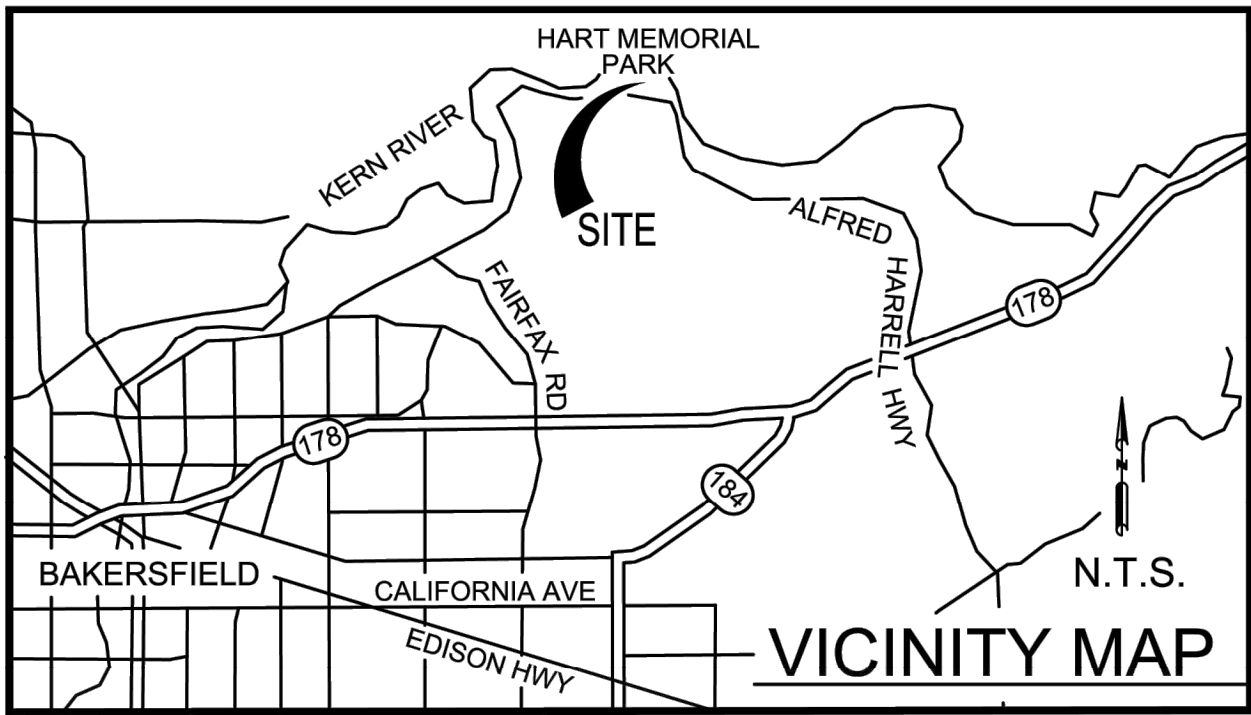 HART MEMORIAL
PARK
KERN RIVER
SITE
ALFRED
HARRELL HWY
FAIRFAX RD
178
178
184
N
N.T.S.
BAKERSFIELD
CALIFORNIA AVE
EDISON HWY
VICINITY MAP